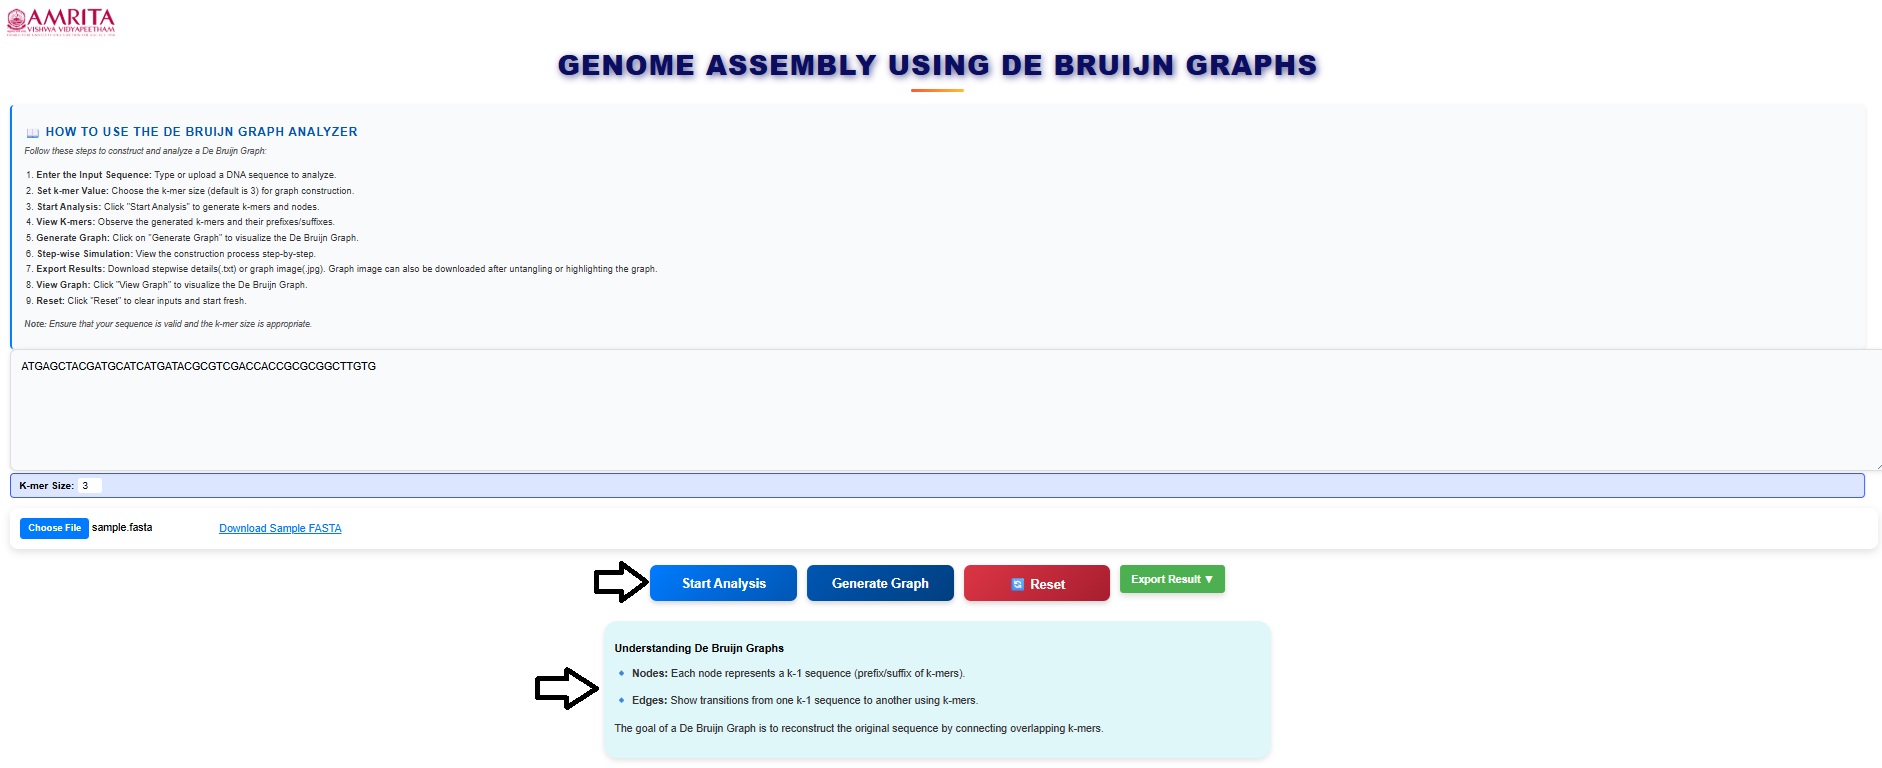 AMRITA
VISHWA VIDYAPEETHAM
GENOME ASSEMBLY USING DE BRUIJN GRAPHS
HOW TO USE THE DE BRUIJN GRAPH ANALYZER
Follow these steps to construct and analyze a De Bruijn Graph:
1. Enter the Input Sequence: Type or upload a DNA sequence to analyze.
2. Set k-mer Value: Choose the k-mer size (default is 3) for graph construction.
3. Start Analysis: Click "Start Analysis" to generate k-mers and nodes.
4. View K-mers: Observe the generated k-mers and their prefixes/suffixes.
5. Generate Graph: Click on "Generate Graph" to visualize the De Bruijn Graph.
6. Step-wise Simulation: View the construction process step-by-step.
7. Export Results: Download stepwise details(.txt) or graph image(.jpg). Graph image can also be downloaded after untangling or highlighting the graph.
8. View Graph: Click "View Graph" to visualize the De Bruijn Graph.
9. Reset: Click "Reset" to clear inputs and start fresh.
Note: Ensure that your sequence is valid and the k-mer size is appropriate.
ATGAGCTACGATGCATCATGATACGCGTCGACCACCGCGCGGCTTGTG
K-mer Size: 3
Choose File sample.fasta Download Sample FASTA
Start Analysis Generate Graph Reset Export Result ▼
Understanding De Bruijn Graphs
Nodes: Each node represents a k-1 sequence (prefix/suffix of k-mers).
Edges: Show transitions from one k-1 sequence to another using k-mers.
The goal of a De Bruijn Graph is to reconstruct the original sequence by connecting overlapping k-mers.